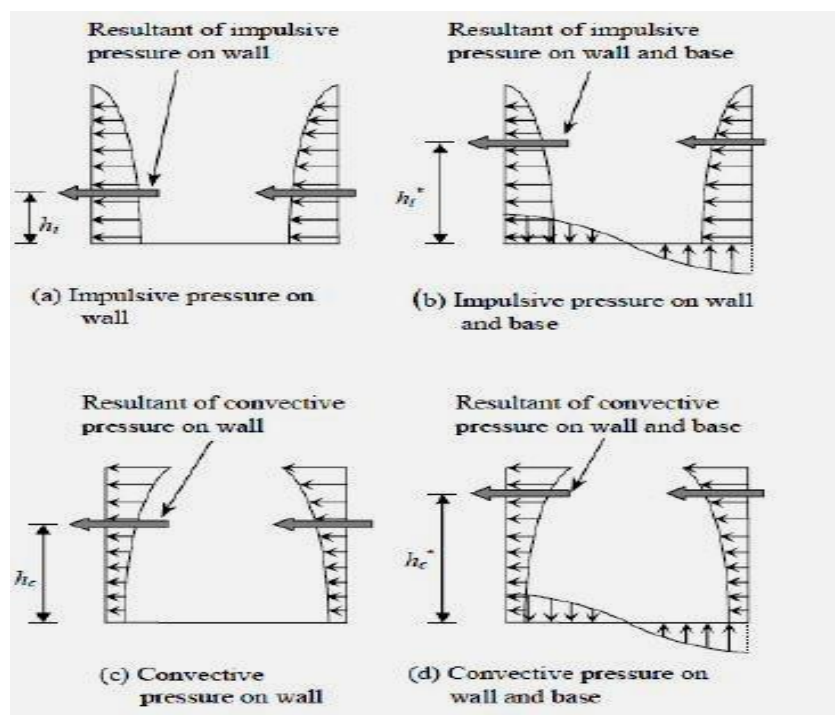 Resultant of impulsive
pressure on wall
Resultant of impulsive
pressure on wall and base
hᵢ
hᵢ*
(a) Impulsive pressure on
wall
(b) Impulsive pressure on wall
and base
Resultant of convective
pressure on wall
Resultant of convective
pressure on wall and base
h꜀
h꜀*
(c) Convective
pressure on wall
(d) Convective pressure on
wall and base